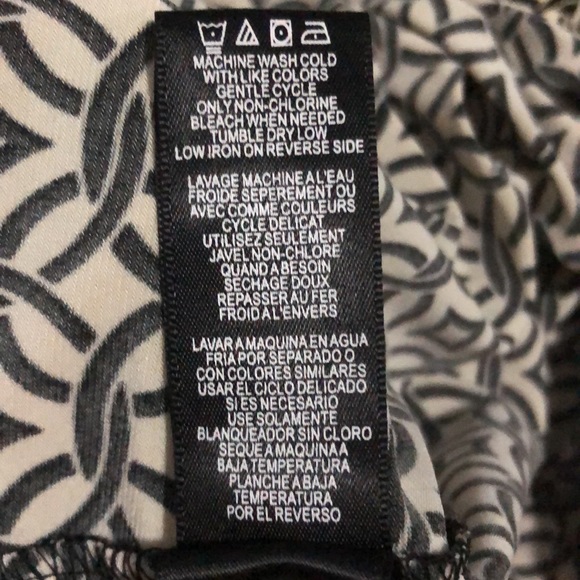 MACHINE WASH COLD
WITH LIKE COLORS
GENTLE CYCLE
ONLY NON-CHLORINE
BLEACH WHEN NEEDED
TUMBLE DRY LOW
LOW IRON ON REVERSE SIDE
LAVAGE MACHINE A L'EAU
FROIDE SEPEREMENT OU
AVEC COMME COULEURS
CYCLE DELICAT
UTILISEZ SEULEMENT
JAVEL NON-CHLORE
QUAND A BESOIN
SECHAGE DOUX
REPASSER AU FER
FROID A L'ENVERS
LAVAR A MAQUINA EN AGUA
FRIA POR SEPARADO O
CON COLORES SIMILARES
USAR EL CICLO DELICADO
SI ES NECESARIO
USE SOLAMENTE
BLANQUEADOR SIN CLORO
SEQUE A MAQUINA A
BAJA TEMPERATURA
PLANCHE A BAJA
TEMPERATURA
POR EL REVERSO